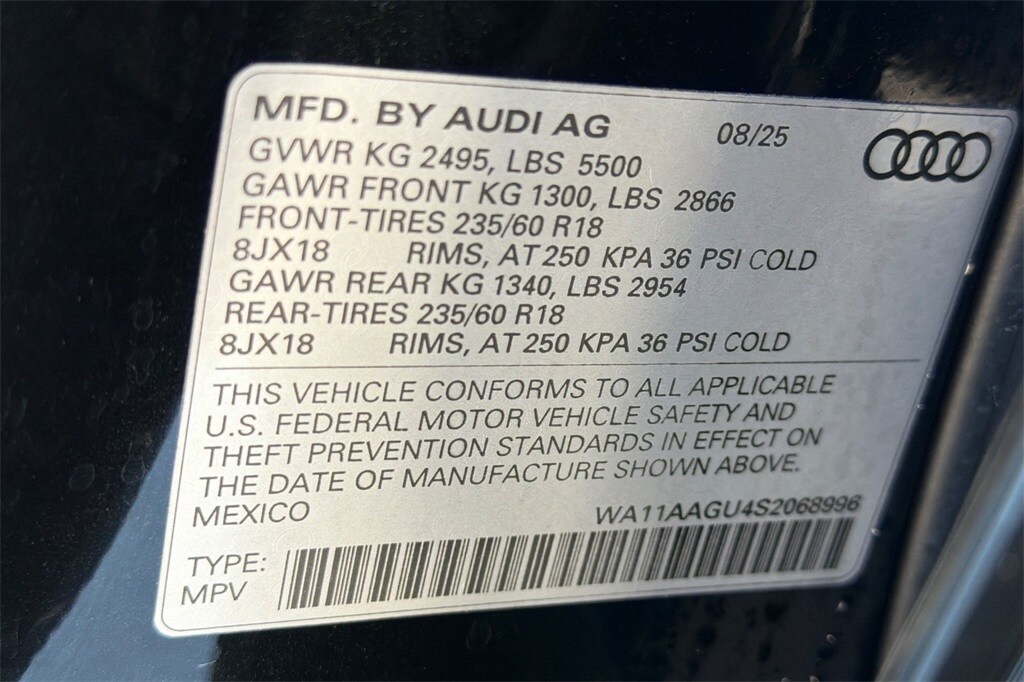 MFD. BY AUDI AG 08/25
GVWR KG 2495, LBS 5500
GAWR FRONT KG 1300, LBS 2866
FRONT-TIRES 235/60 R18
8JX18 RIMS, AT 250 KPA 36 PSI COLD
GAWR REAR KG 1340, LBS 2954
REAR-TIRES 235/60 R18
8JX18 RIMS, AT 250 KPA 36 PSI COLD
THIS VEHICLE CONFORMS TO ALL APPLICABLE
U.S. FEDERAL MOTOR VEHICLE SAFETY AND
THEFT PREVENTION STANDARDS IN EFFECT ON
THE DATE OF MANUFACTURE SHOWN ABOVE.
MEXICO WA11AAGU4S2068996
TYPE:
MPV